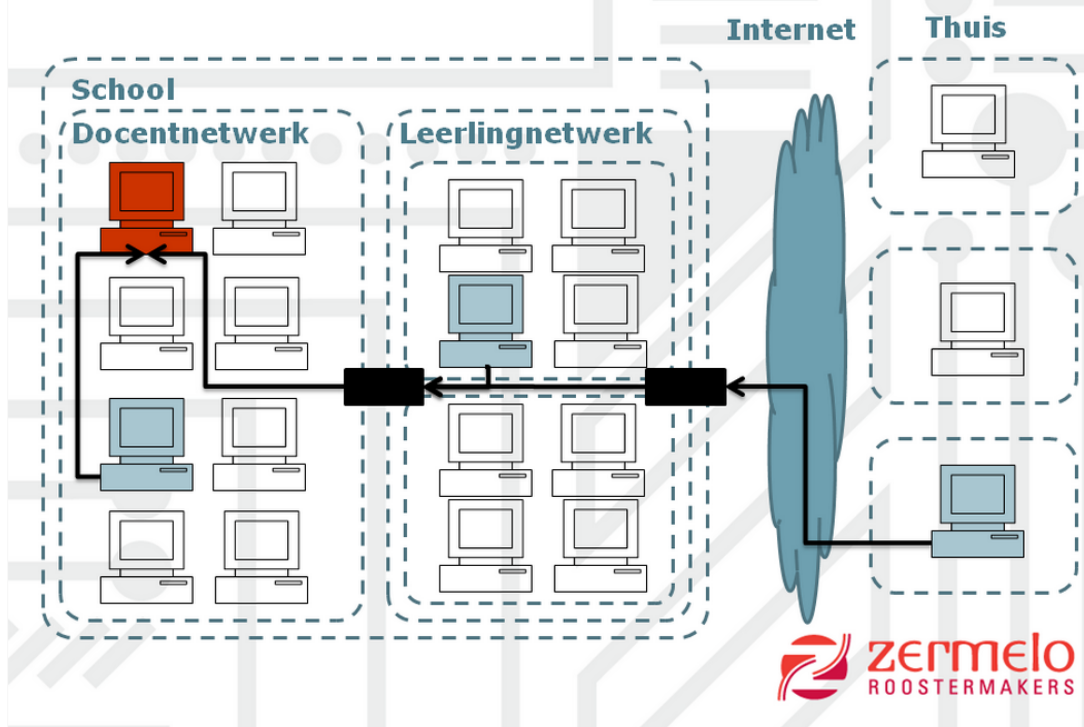 Internet
Thuis
School
Docentnetwerk
Leerlingnetwerk
zermelo
ROOSTERMAKERS